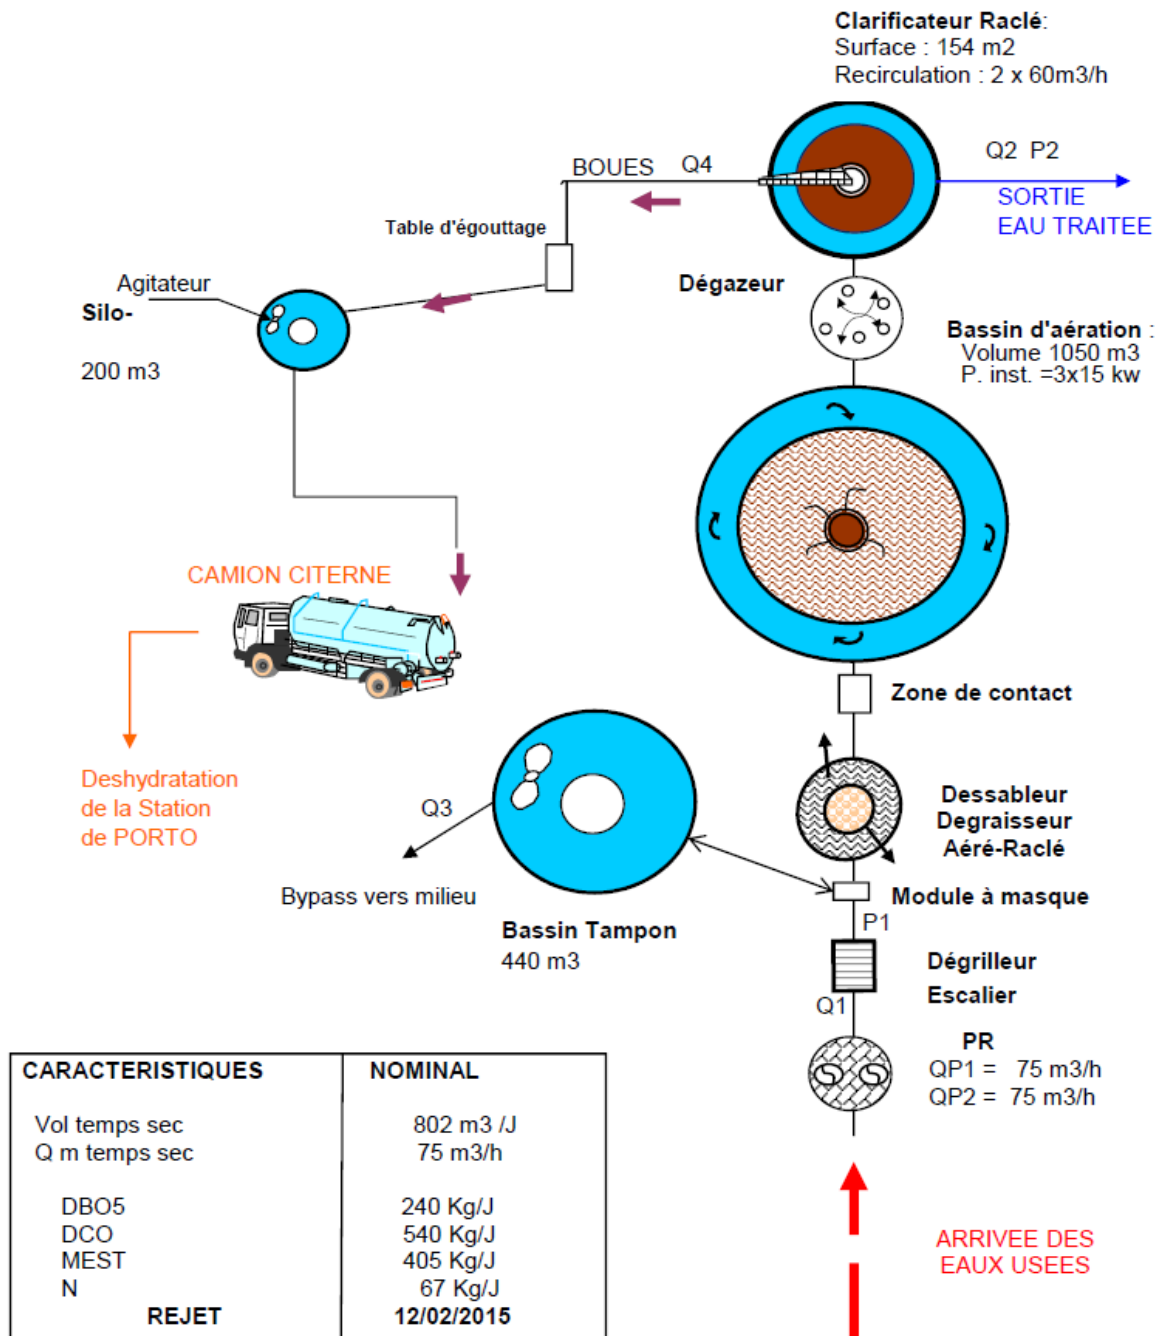 Clarificateur Raclé:
Surface : 154 m2
Recirculation : 2 x 60m3/h
Q2 P2
SORTIE
EAU TRAITEE
BOUES Q4
Table d'égouttage
Dégazeur
Agitateur
Silo-
200 m3
Bassin d'aération :
Volume 1050 m3
P. inst. =3x15 kw
CAMION CITERNE
Zone de contact
Deshydratation
de la Station
de PORTO
Q3
Bypass vers milieu
Bassin Tampon
440 m3
Dessableur
Degraisseur
Aéré-Raclé
Module à masque
P1
Dégrilleur
Escalier
Q1
PR
QP1 = 75 m3/h
QP2 = 75 m3/h
ARRIVEE DES
EAUX USEES
CARACTERISTIQUES NOMINAL
Vol temps sec 802 m3 /J
Q m temps sec 75 m3/h
DBO5 240 Kg/J
DCO 540 Kg/J
MEST 405 Kg/J
N 67 Kg/J
REJET 12/02/2015